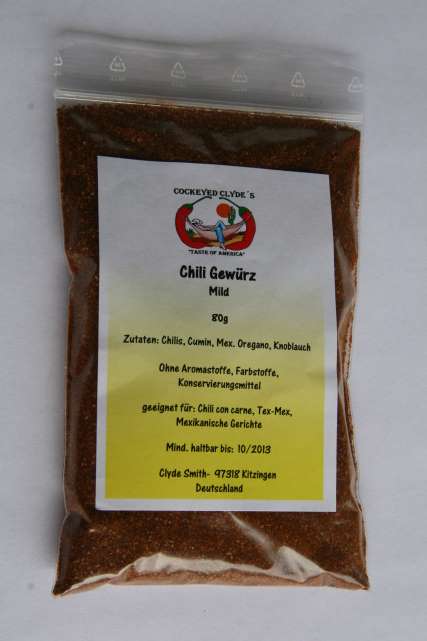 COCKEYED CLYDE´S
"TASTE OF AMERICA"
Chili Gewürz
Mild
80g
Zutaten: Chilis, Cumin, Mex. Oregano, Knoblauch
Ohne Aromastoffe, Farbstoffe,
Konservierungsmittel
geeignet für: Chili con carne, Tex-Mex,
Mexikanische Gerichte
Mind. haltbar bis: 10/2013
Clyde Smith- 97318 Kitzingen
Deutschland